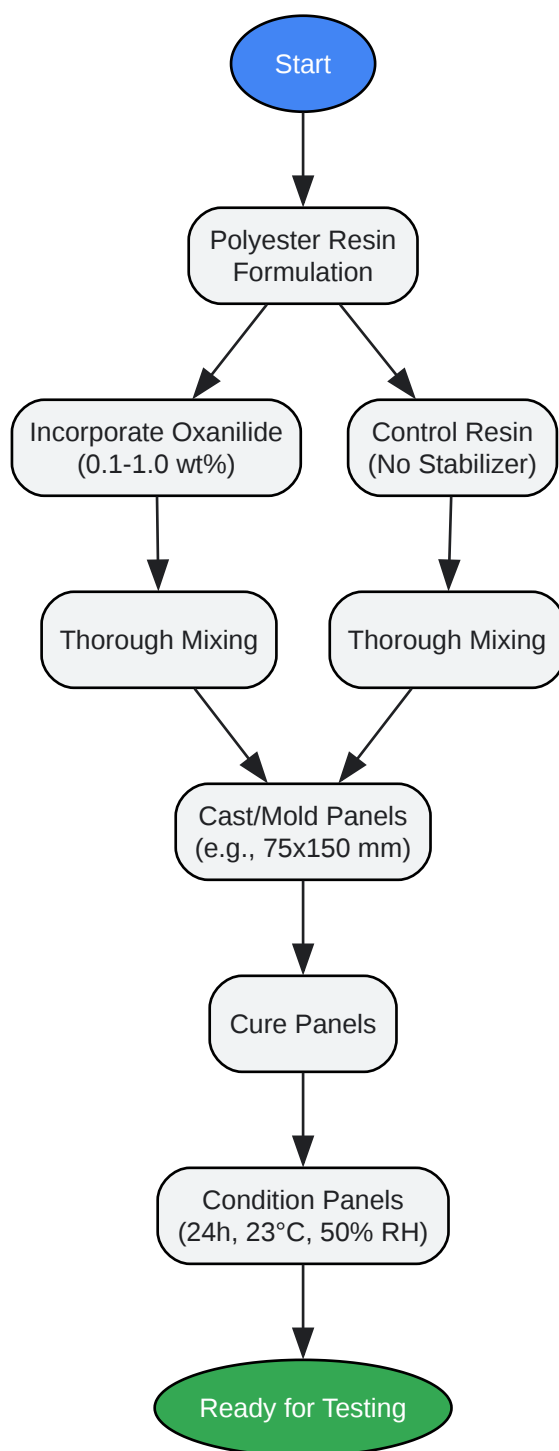 Start
Polyester Resin
Formulation
Incorporate Oxanilide
(0.1-1.0 wt%)
Control Resin
(No Stabilizer)
Thorough Mixing
Thorough Mixing
Cast/Mold Panels
(e.g., 75x150 mm)
Cure Panels
Condition Panels
(24h, 23°C, 50% RH)
Ready for Testing